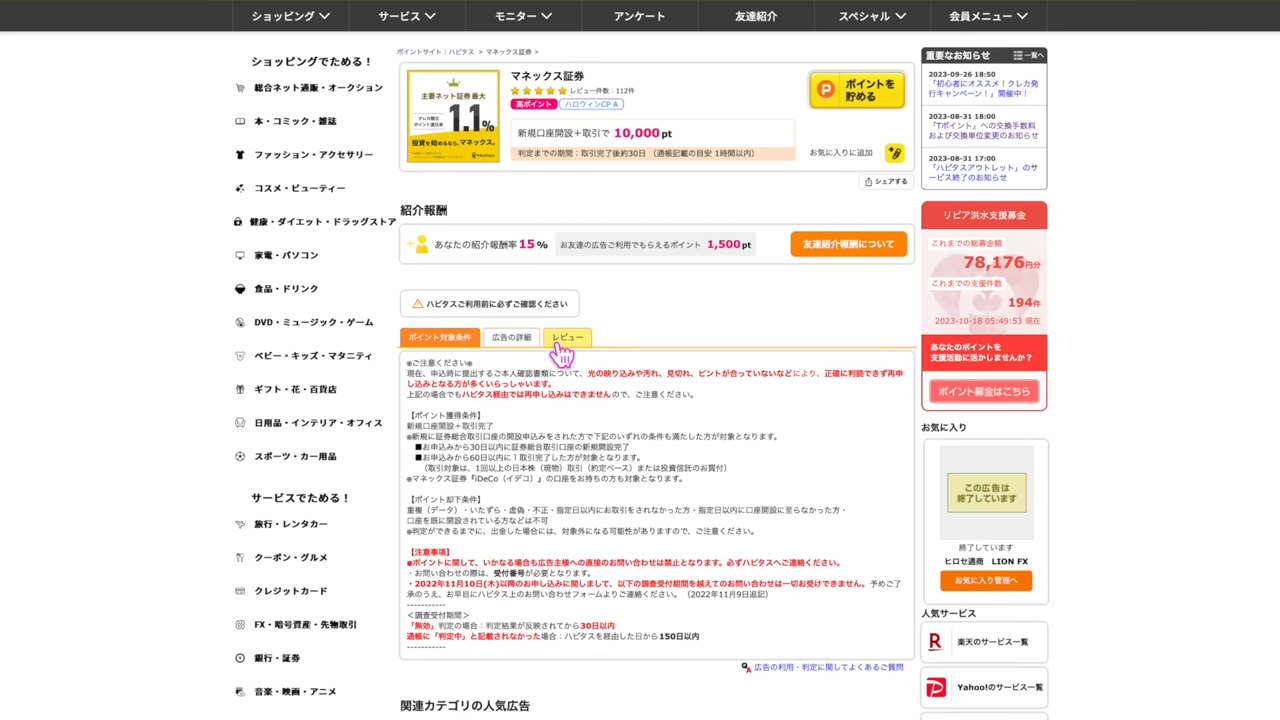 ショッピング
サービス
モニター
アンケート
友達紹介
スペシャル
会員メニュー
ショッピングでためる！
総合ネット通販・オークション
本・コミック・雑誌
ファッション・アクセサリー
コスメ・ビューティー
健康・ダイエット・ドラッグストア
家電・パソコン
食品・ドリンク
DVD・ミュージック・ゲーム
ベビー・キッズ・マタニティ
ギフト・花・百貨店
日用品・インテリア・オフィス
スポーツ・カー用品
サービスでためる！
旅行・レンタカー
クーポン・グルメ
クレジットカード
FX・暗号資産・先物取引
銀行・証券
音楽・映画・アニメ
ポイントサイト｜ハピタス > マネックス証券 >
主要ネット証券 最大
クレカ積立
ポイント還元率
1.1%
投資を始めるなら、マネックス。
マネックス証券
レビュー件数：112件
高ポイント
ハロウィンCP A
新規口座開設＋取引で 10,000 pt
判定までの期間：取引完了後約30日 （通帳記載の目安 1時間以内）
ポイントを
貯める
お気に入りに追加
シェアする
紹介報酬
あなたの紹介報酬率 15 %
お友達の広告ご利用でもらえるポイント 1,500 pt
友達紹介報酬について
ハピタスご利用前に必ずご確認ください
ポイント対象条件
広告の詳細
レビュー
※ご注意ください※
現在、申込時に提出するご本人確認書類について、光の映り込みや汚れ、見切れ、ピントが合っていないなどにより、正確に判読できず再申
し込みとなる方が多くいらっしゃいます。
上記の場合でもハピタス経由では再申し込みはできませんので、ご注意ください。
【ポイント獲得条件】
新規口座開設＋取引完了
※新規に証券総合取引口座の開設申込みをされた方で下記のいずれの条件も満たした方が対象となります。
■お申込みから30日以内に証券総合取引口座の新規開設完了
■お申込みから60日以内に１取引完了した方が対象となります。
（取引対象は、1回以上の日本株（現物）取引（約定ベース）または投資信託のお買付）
※マネックス証券『iDeCo（イデコ）』の口座をお持ちの方も対象となります。
【ポイント却下条件】
重複（データ）・いたずら・虚偽・不正・指定日以内にお取引をされなかった方・指定日以内に口座開設に至らなかった方・
口座を既に開設されている方などは不可
※判定ができるまでに、出金した場合には、対象外になる可能性がありますので、ご注意ください。
【注意事項】
※ポイントに関して、いかなる場合も広告主様への直接のお問い合わせは禁止となります。必ずハピタスへご連絡ください。
・お問い合わせの際は、受付番号が必要となります。
・2022年11月10日(木)以降のお申し込みに関しまして、以下の調査受付期間を越えてのお問い合わせは一切お受けできません。予めご了
承のうえ、お早目にハピタス上のお問い合わせフォームよりご連絡ください。（2022年11月9日追記）
-----------
＜調査受付期間＞
「無効」判定の場合：判定結果が反映されてから30日以内
通帳に「判定中」と記載されなかった場合：ハピタスを経由した日から150日以内
-----------
広告の利用・判定に関してよくあるご質問
関連カテゴリの人気広告
重要なお知らせ
一覧へ
2023-09-26 18:50
「初心者にオススメ！クレカ発
行キャンペーン！」開催中！
2023-08-31 18:00
「Tポイント」への交換手数料
および交換単位変更のお知らせ
2023-08-31 17:00
「ハピタスアウトレット」のサ
ービス終了のお知らせ
リビア洪水支援募金
これまでの総募金額
78,176円分
これまでの支援件数
194件
2023-10-18 05:49:53 現在
あなたのポイントを
支援活動に活かしませんか？
ポイント募金はこちら
お気に入り
この広告は
終了しています
終了しています
ヒロセ通商 LION FX
お気に入り管理へ
人気サービス
楽天のサービス一覧
Yahoo!のサービス一覧